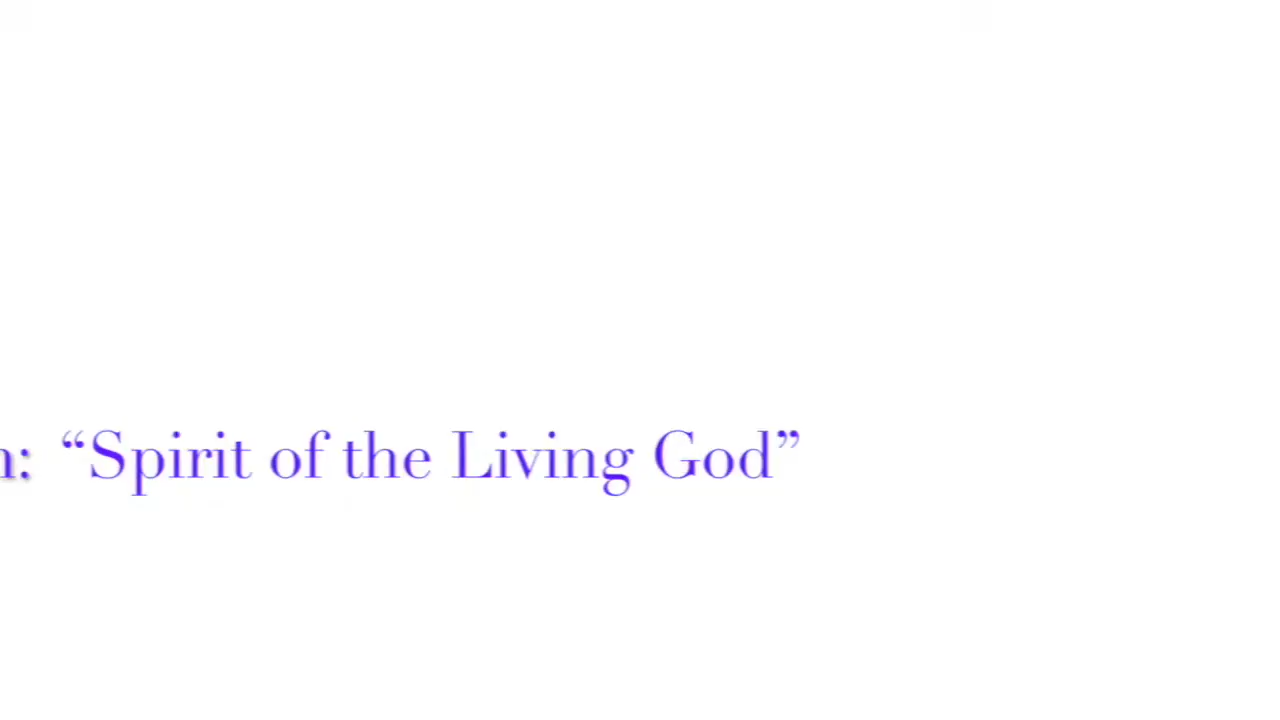 n: “Spirit of the Living God”